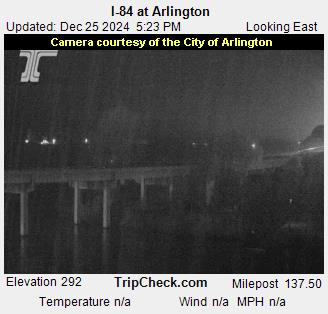 I-84 at Arlington
Updated: Dec 25 2024 5:23 PM Looking East
Camera courtesy of the City of Arlington
Elevation 292 TripCheck.com Milepost 137.50
Temperature n/a Wind n/a MPH n/a